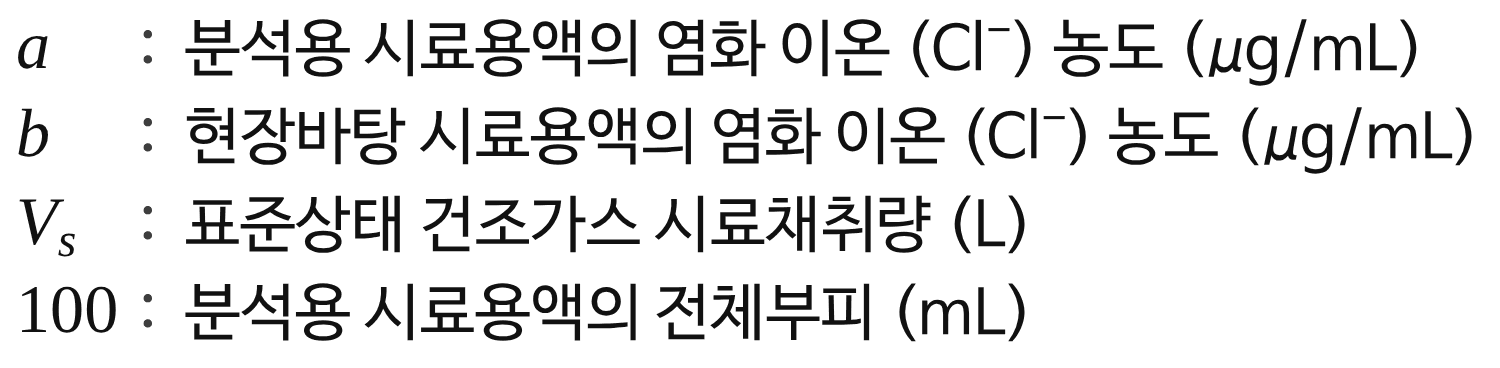 a : 분석용 시료용액의 염화 이온 (Cl⁻) 농도 (μg/mL)
b : 현장바탕 시료용액의 염화 이온 (Cl⁻) 농도 (μg/mL)
Vₛ : 표준상태 건조가스 시료채취량 (L)
100 : 분석용 시료용액의 전체부피 (mL)